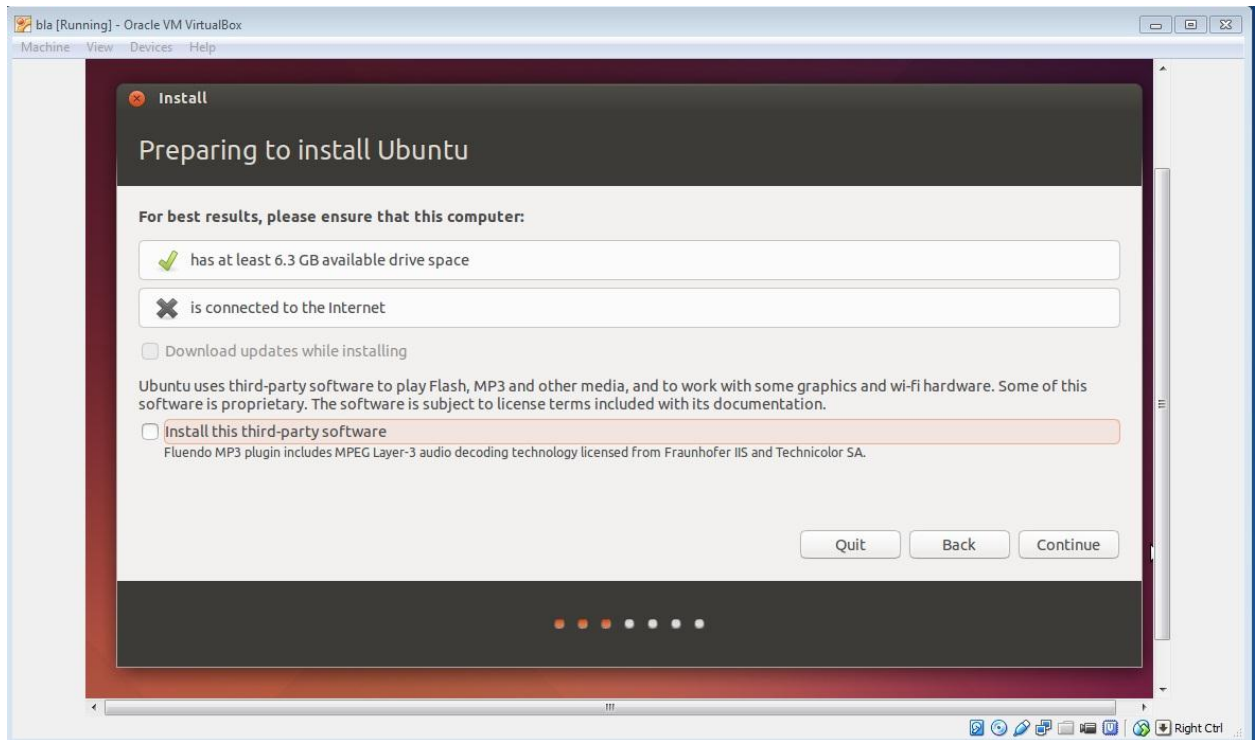 bla [Running] - Oracle VM VirtualBox
Machine View Devices Help
Install
Preparing to install Ubuntu
For best results, please ensure that this computer:
has at least 6.3 GB available drive space
is connected to the Internet
Download updates while installing
Ubuntu uses third-party software to play Flash, MP3 and other media, and to work with some graphics and wi-fi hardware. Some of this
software is proprietary. The software is subject to license terms included with its documentation.
Install this third-party software
Fluendo MP3 plugin includes MPEG Layer-3 audio decoding technology licensed from Fraunhofer IIS and Technicolor SA.
Quit Back Continue
Right Ctrl